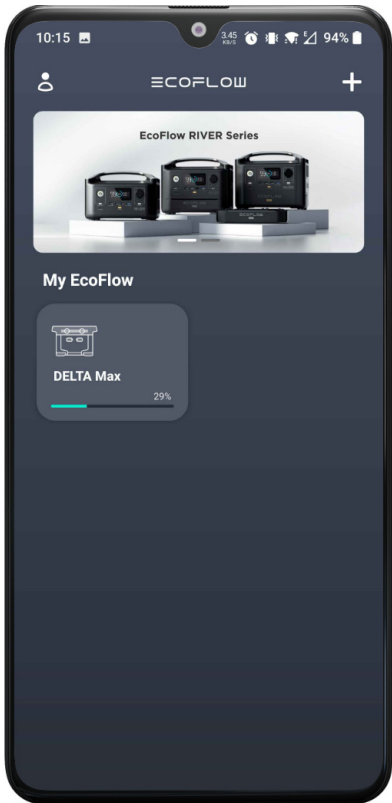 10:15
3.45
KB/S
E
94%
ECOFLOW
EcoFlow RIVER Series
My EcoFlow
DELTA Max
29%